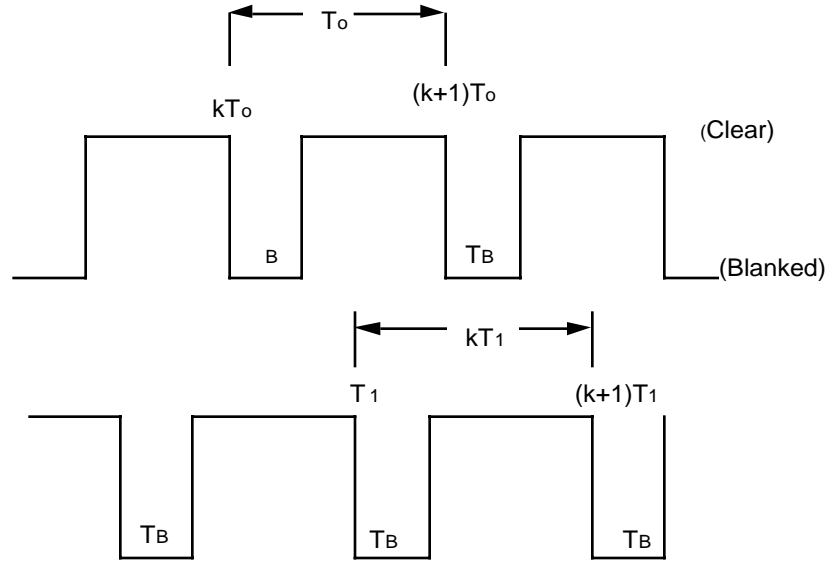 To
kTo
(k+1)To
(Clear)
B
TB
(Blanked)
kT1
T1
(k+1)T1
TB
TB
TB